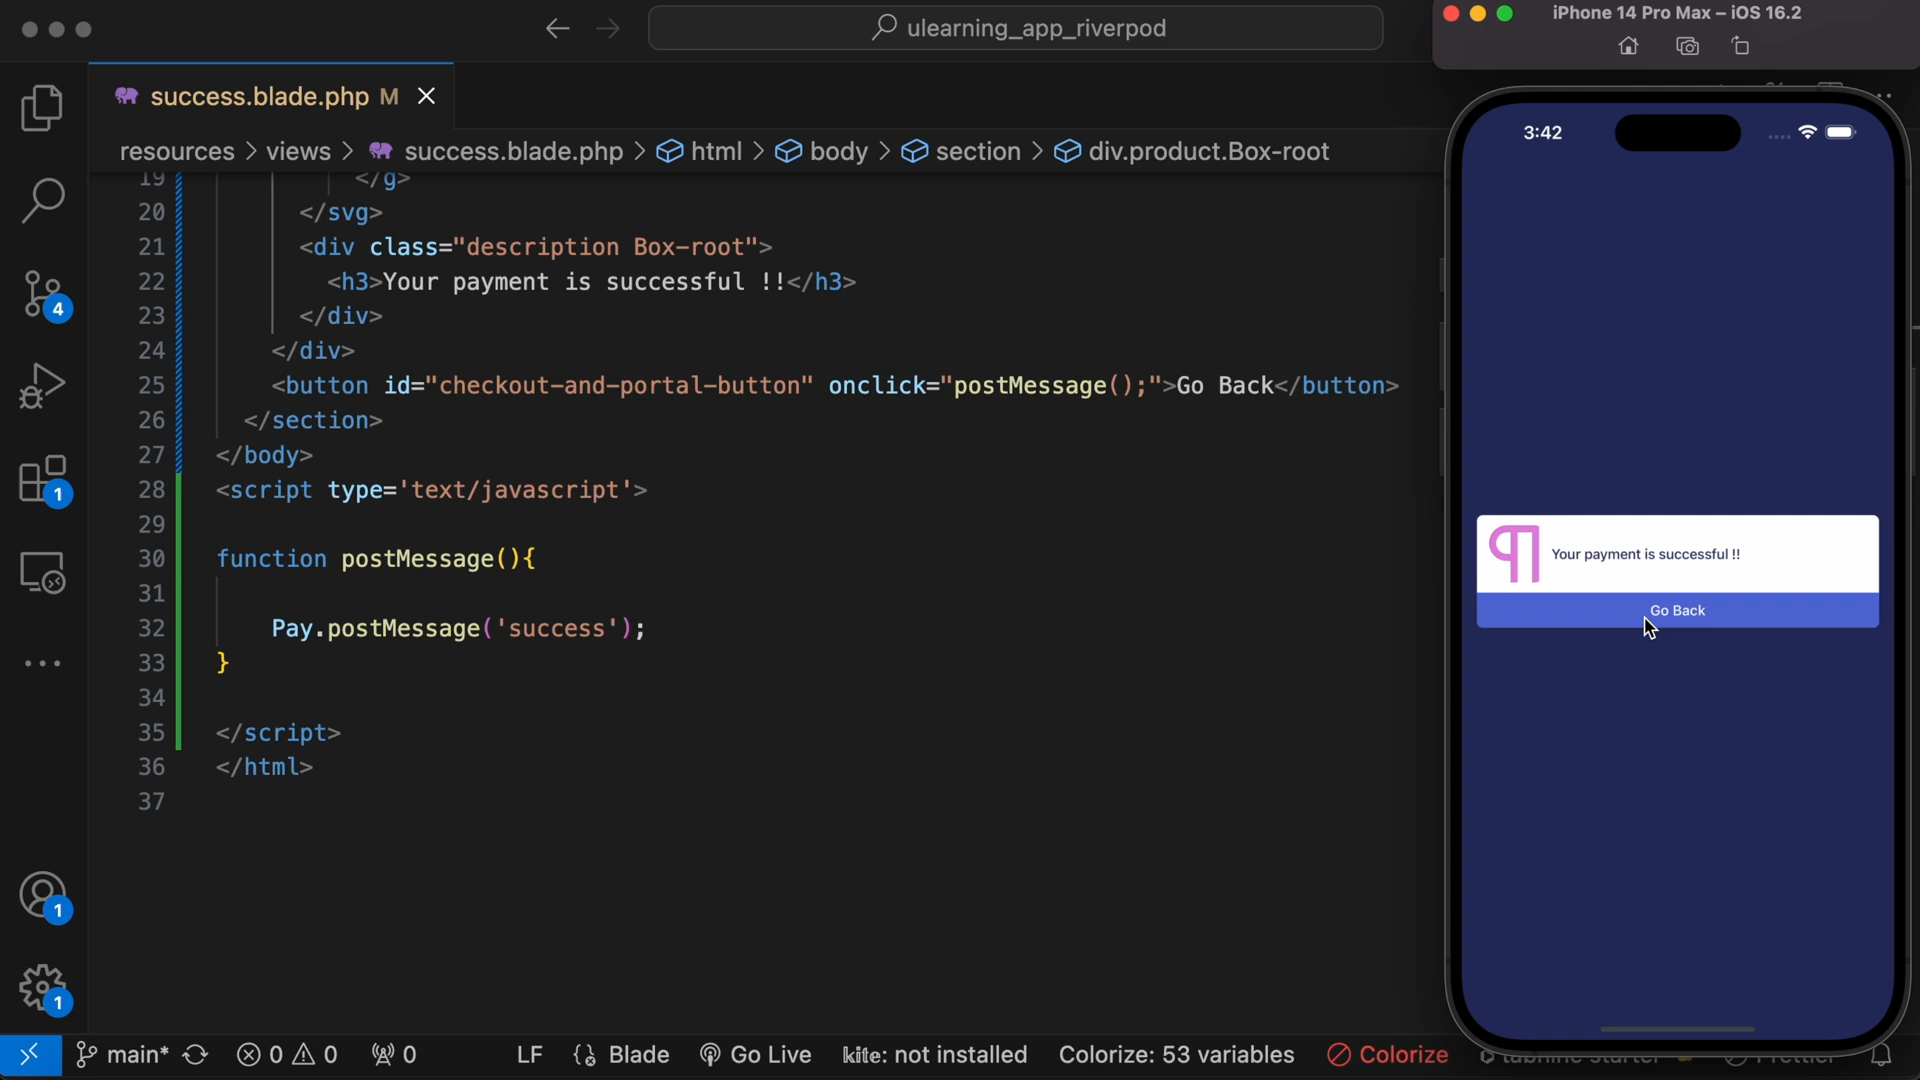 ulearning_app_riverpod
iPhone 14 Pro Max – iOS 16.2
success.blade.php M
resources > views > success.blade.php > html > body > section > div.product.Box-root
19 </g>
20 </svg>
21 <div class="description Box-root">
22 <h3>Your payment is successful !!</h3>
23 </div>
24 </div>
25 <button id="checkout-and-portal-button" onclick="postMessage();">Go Back</button>
26 </section>
27 </body>
28 <script type='text/javascript'>
29
30 function postMessage(){
31
32 Pay.postMessage('success');
33 }
34
35 </script>
36 </html>
37
4
1
1
1
3:42
Your payment is successful !!
Go Back
main* 0 0 0 LF Blade Go Live kite: not installed Colorize: 53 variables Colorize